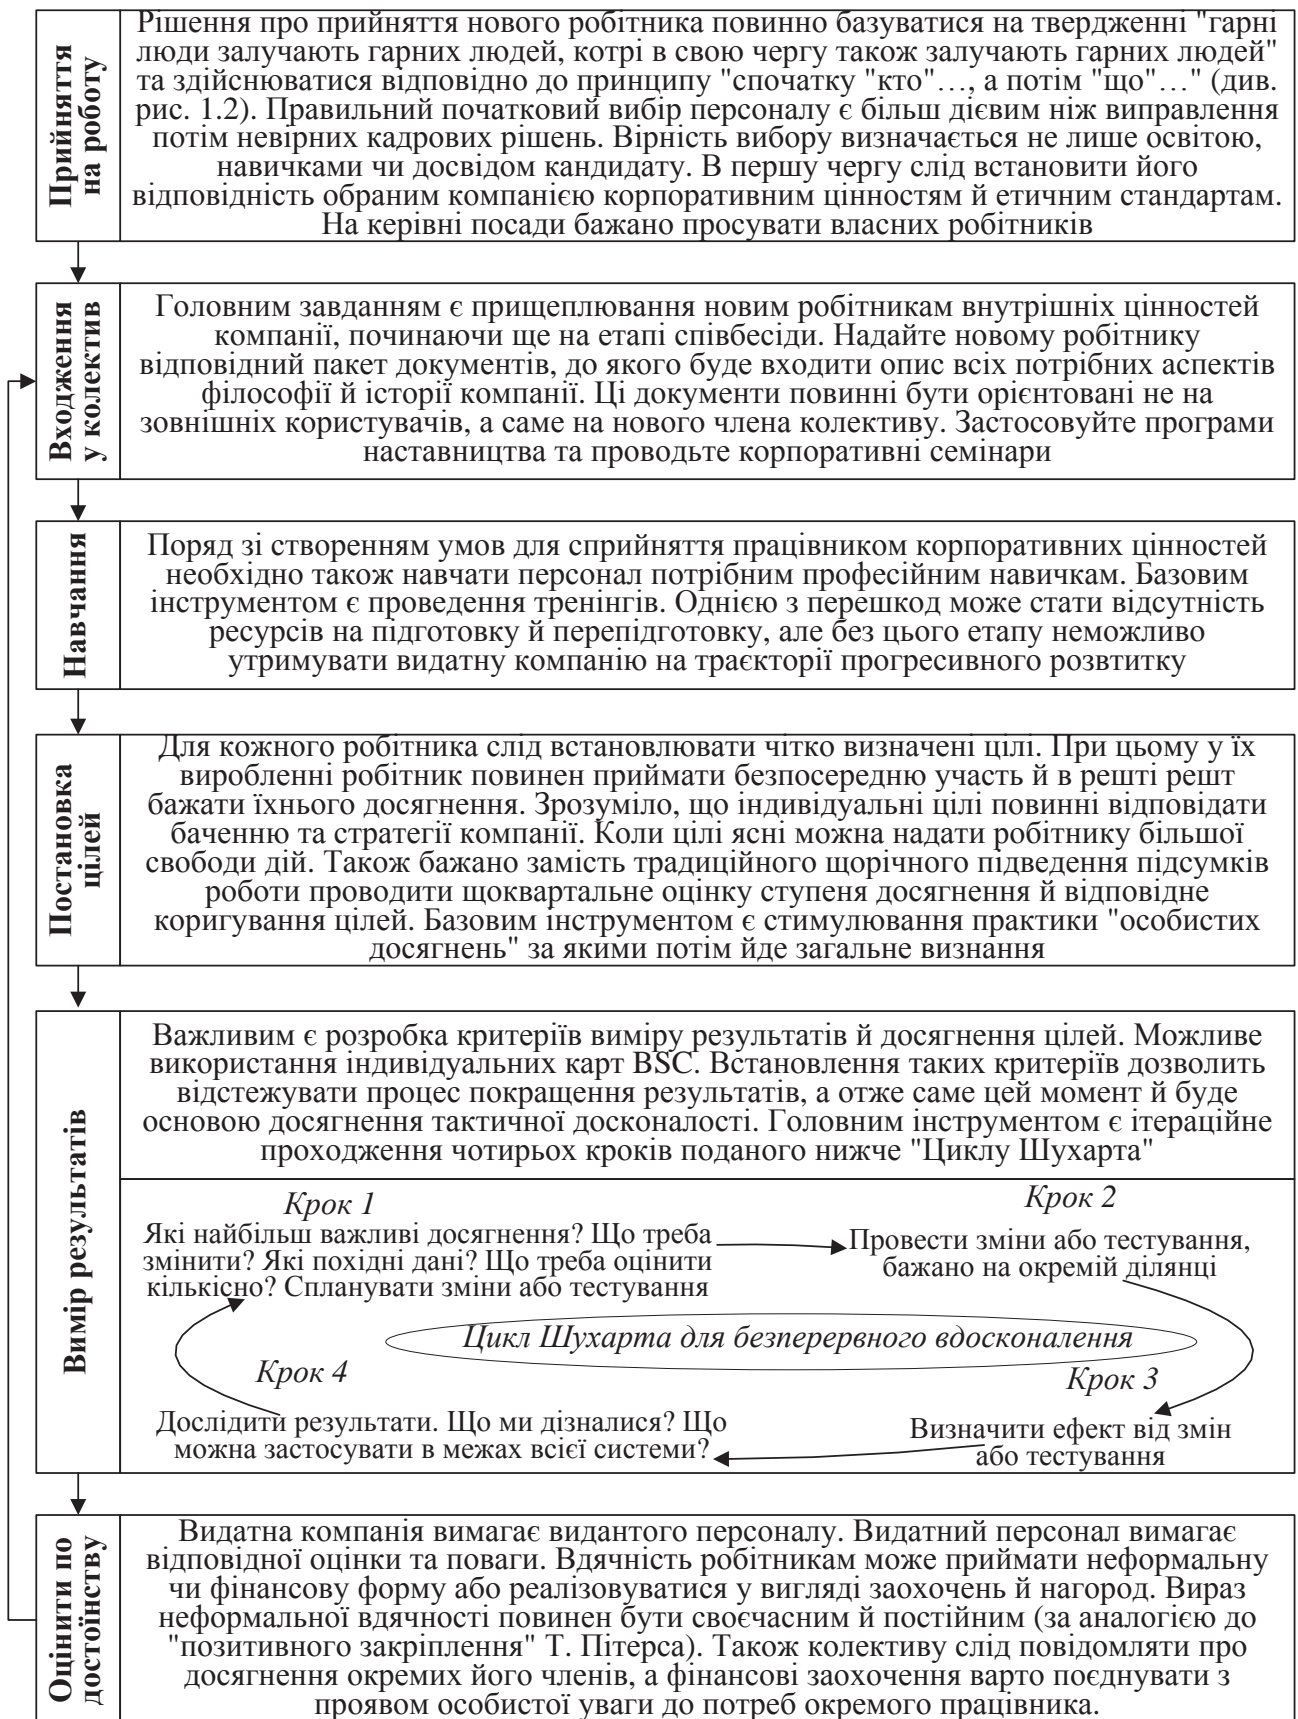 Прийняття
на роботу
Рішення про прийняття нового робітника повинно базуватися на твердженні "гарні
люди залучають гарних людей, котрі в свою чергу також залучають гарних людей"
та здійснюватися відповідно до принципу "спочатку "кто"…, а потім "що"…" (див.
рис. 1.2). Правильний початковий вибір персоналу є більш дієвим ніж виправлення
потім невірних кадрових рішень. Вірність вибору визначається не лише освітою,
навичками чи досвідом кандидату. В першу чергу слід встановити його
відповідність обраним компанією корпоративним цінностям й етичним стандартам.
На керівні посади бажано просувати власних робітників
Входження
у колектив
Головним завданням є прищеплювання новим робітникам внутрішніх цінностей
компанії, починаючи ще на етапі співбесіди. Надайте новому робітнику
відповідний пакет документів, до якого буде входити опис всіх потрібних аспектів
філософії й історії компанії. Ці документи повинні бути орієнтовані не на
зовнішніх користувачів, а саме на нового члена колективу. Застосовуйте програми
наставництва та проводьте корпоративні семінари
Навчання
Поряд зі створенням умов для сприйняття працівником корпоративних цінностей
необхідно також навчати персонал потрібним професійним навичкам. Базовим
інструментом є проведення тренінгів. Однією з перешкод може стати відсутність
ресурсів на підготовку й перепідготовку, але без цього етапу неможливо
утримувати видатну компанію на траєкторії прогресивного розвтитку
Постановка
цілей
Для кожного робітника слід встановлювати чітко визначені цілі. При цьому у їх
виробленні робітник повинен приймати безпосередню участь й в решті решт
бажати їхнього досягнення. Зрозуміло, що індивідуальні цілі повинні відповідати
баченню та стратегії компанії. Коли цілі ясні можна надати робітнику більшої
свободи дій. Також бажано замість традиційного щорічного підведення підсумків
роботи проводити щоквартальне оцінку ступеня досягнення й відповідне
коригування цілей. Базовим інструментом є стимулювання практики "особистих
досягнень" за якими потім йде загальне визнання
Вимір результатів
Важливим є розробка критеріїв виміру результатів й досягнення цілей. Можливе
використання індивідуальних карт BSC. Встановлення таких критеріїв дозволить
відстежувати процес покращення результатів, а отже саме цей момент й буде
основою досягнення тактичної досконалості. Головним інструментом є ітераційне
проходження чотирьох кроків поданого нижче "Циклу Шухарта"
Крок 1
Які найбільш важливі досягнення? Що треба
змінити? Які похідні дані? Що треба оцінити
кількісно? Спланувати зміни або тестування
Крок 2
Провести зміни або тестування,
бажано на окремій ділянці
Цикл Шухарта для безперервного вдосконалення
Крок 3
Визначити ефект від змін
або тестування
Крок 4
Дослідити результати. Що ми дізналися? Що
можна застосувати в межах всієї системи?
Оцінити по
достоїнству
Видатна компанія вимагає видантого персоналу. Видатний персонал вимагає
відповідної оцінки та поваги. Вдячність робітникам може приймати неформальну
чи фінансову форму або реалізовуватися у вигляді заохочень й нагород. Вираз
неформальної вдячності повинен бути своєчасним й постійним (за аналогією до
"позитивного закріплення" Т. Пітерса). Також колективу слід повідомляти про
досягнення окремих його членів, а фінансові заохочення варто поєднувати з
проявом особистої уваги до потреб окремого працівника.